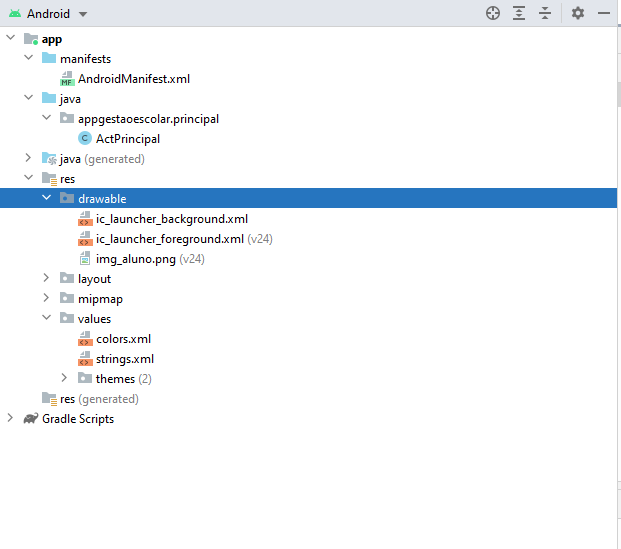 Android
app
manifests
MF AndroidManifest.xml
java
appgestaoescolar.principal
C ActPrincipal
java (generated)
res
drawable
ic_launcher_background.xml
ic_launcher_foreground.xml (v24)
img_aluno.png (v24)
layout
mipmap
values
colors.xml
strings.xml
themes (2)
res (generated)
Gradle Scripts